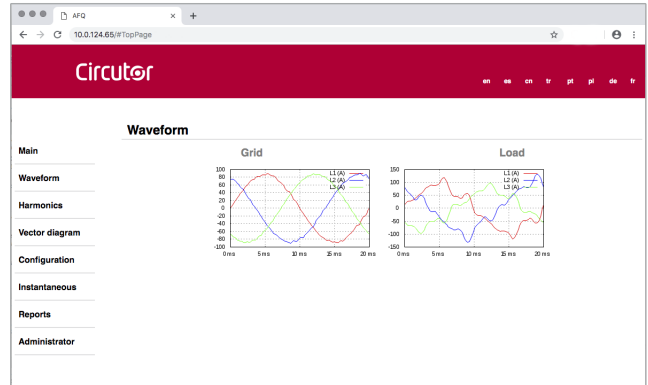 AFQ
10.0.124.65/#TopPage
Circutor
en es cn tr pt pl de fr
Waveform
Main
Waveform
Harmonics
Vector diagram
Configuration
Instantaneous
Reports
Administrator
Grid
100
80
60
40
20
0
-20
-40
-60
-80
-100
0 ms 5 ms 10 ms 15 ms 20 ms
L1 (A)
L2 (A)
L3 (A)
Load
150
100
50
0
-50
-100
-150
0 ms 5 ms 10 ms 15 ms 20 ms
L1 (A)
L2 (A)
L3 (A)